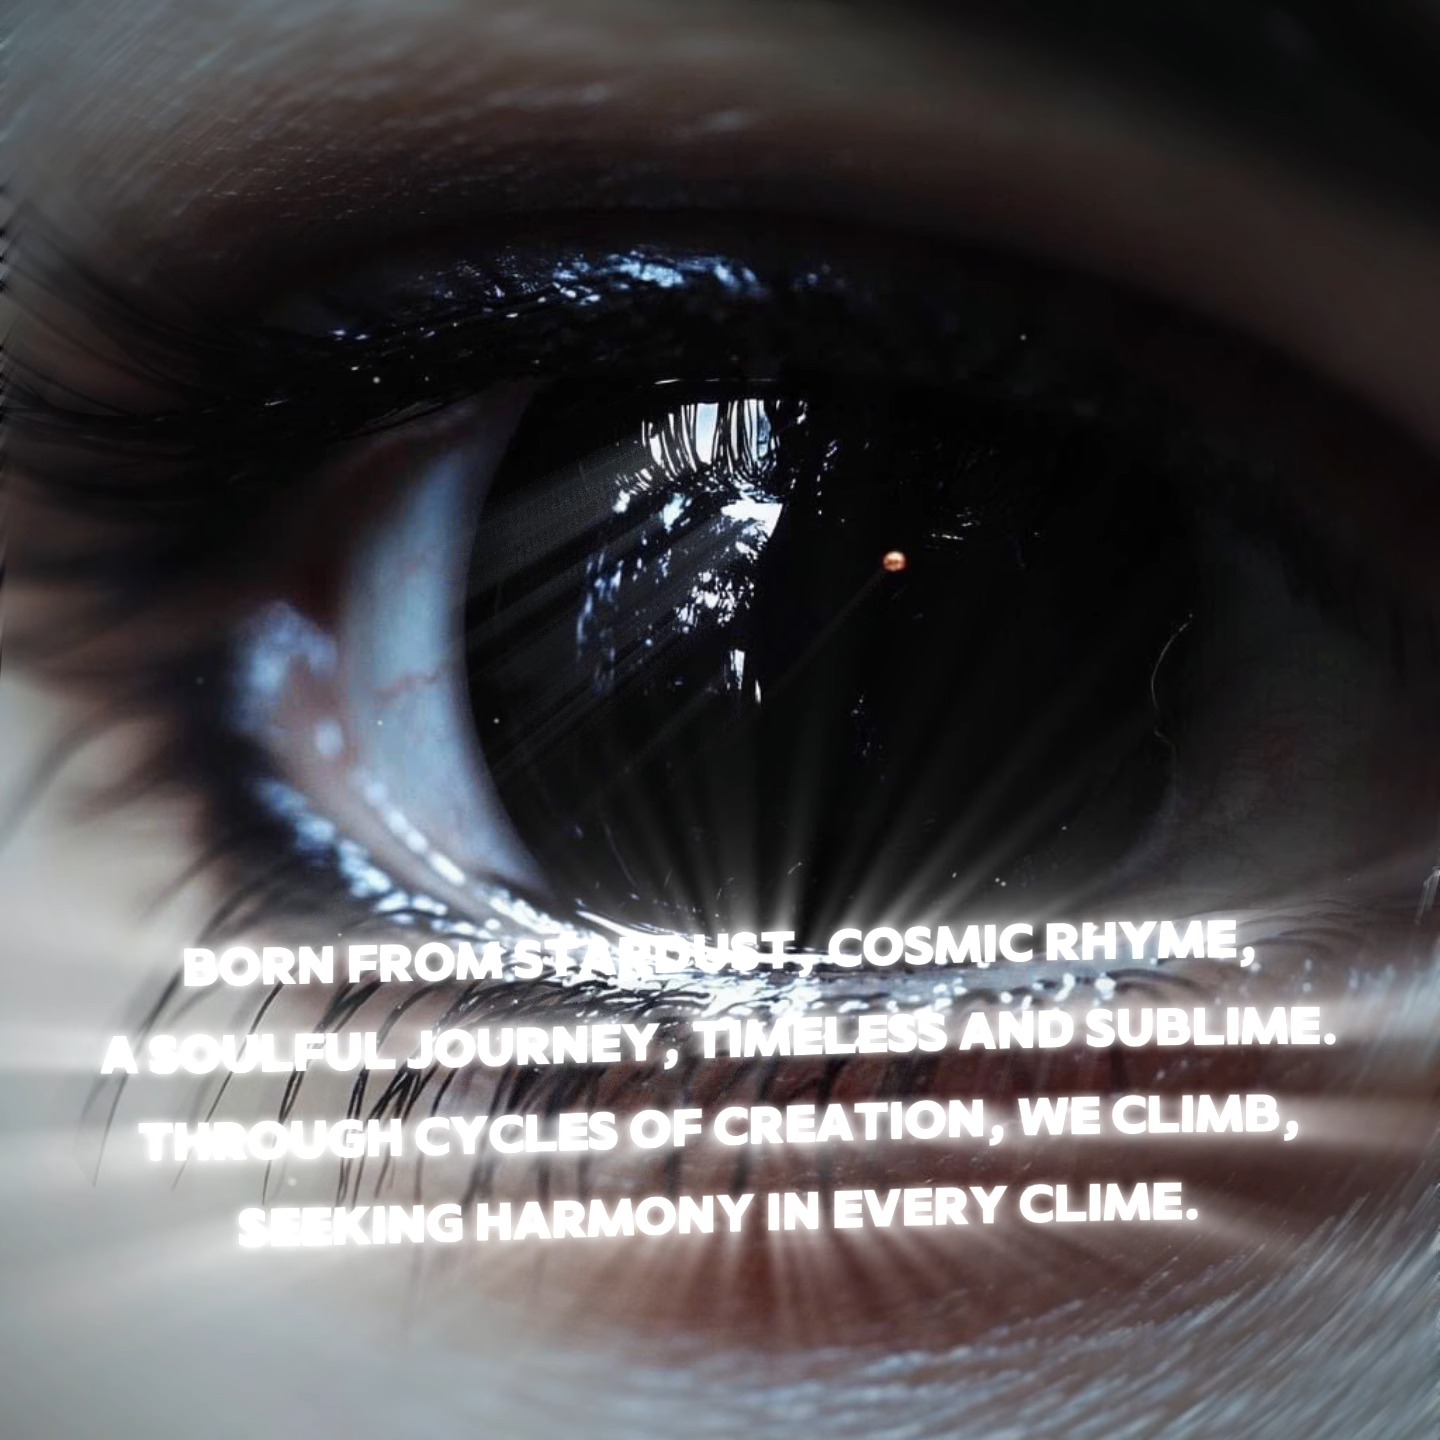 BORN FROM STARDUST, COSMIC RHYME,
A SOULFUL JOURNEY, TIMELESS AND SUBLIME.
THROUGH CYCLES OF CREATION, WE CLIMB,
SEEKING HARMONY IN EVERY CLIME.